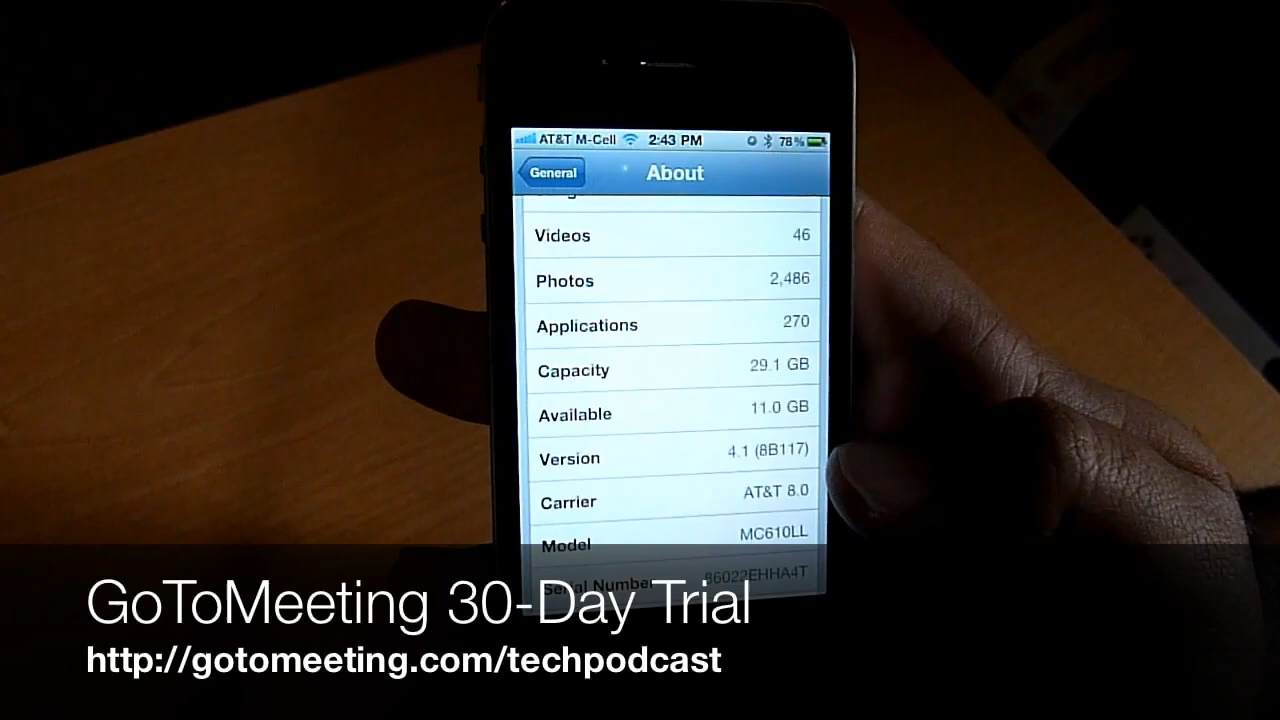 AT&T M-Cell 2:43 PM 78%
General About
Videos 46
Photos 2,486
Applications 270
Capacity 29.1 GB
Available 11.0 GB
Version 4.1 (8B117)
Carrier AT&T 8.0
Model MC610LL
Serial Number 86022EHHA4T
GoToMeeting 30-Day Trial
http://gotomeeting.com/techpodcast